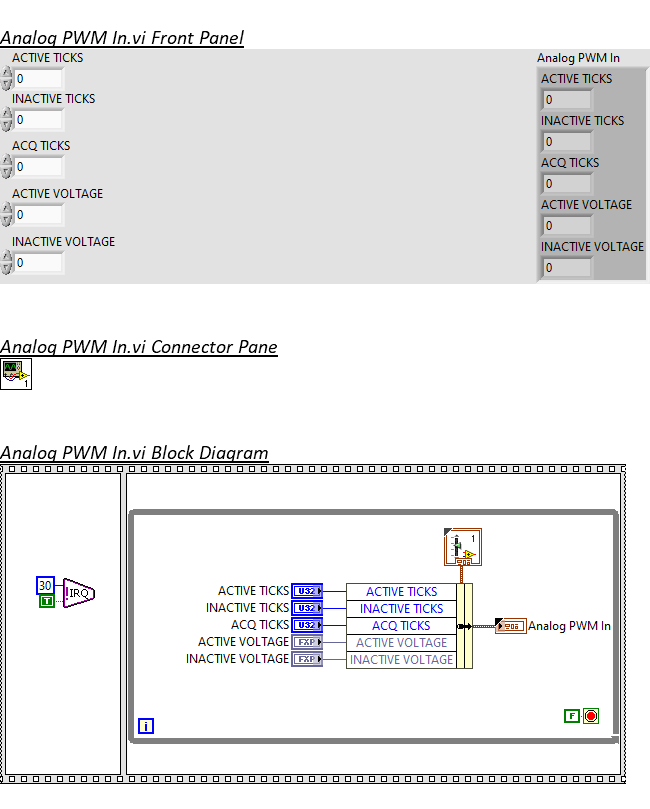 Analog PWM In.vi Front Panel
ACTIVE TICKS
0
INACTIVE TICKS
0
ACQ TICKS
0
ACTIVE VOLTAGE
0
INACTIVE VOLTAGE
0
Analog PWM In
ACTIVE TICKS
0
INACTIVE TICKS
0
ACQ TICKS
0
ACTIVE VOLTAGE
0
INACTIVE VOLTAGE
0
Analog PWM In.vi Connector Pane
1
Analog PWM In.vi Block Diagram
30
T
!IRQ
1
ACTIVE TICKS U32 ACTIVE TICKS
INACTIVE TICKS U32 INACTIVE TICKS
ACQ TICKS U32 ACQ TICKS
Analog PWM In
ACTIVE VOLTAGE FXP ACTIVE VOLTAGE
INACTIVE VOLTAGE FXP INACTIVE VOLTAGE
F
i